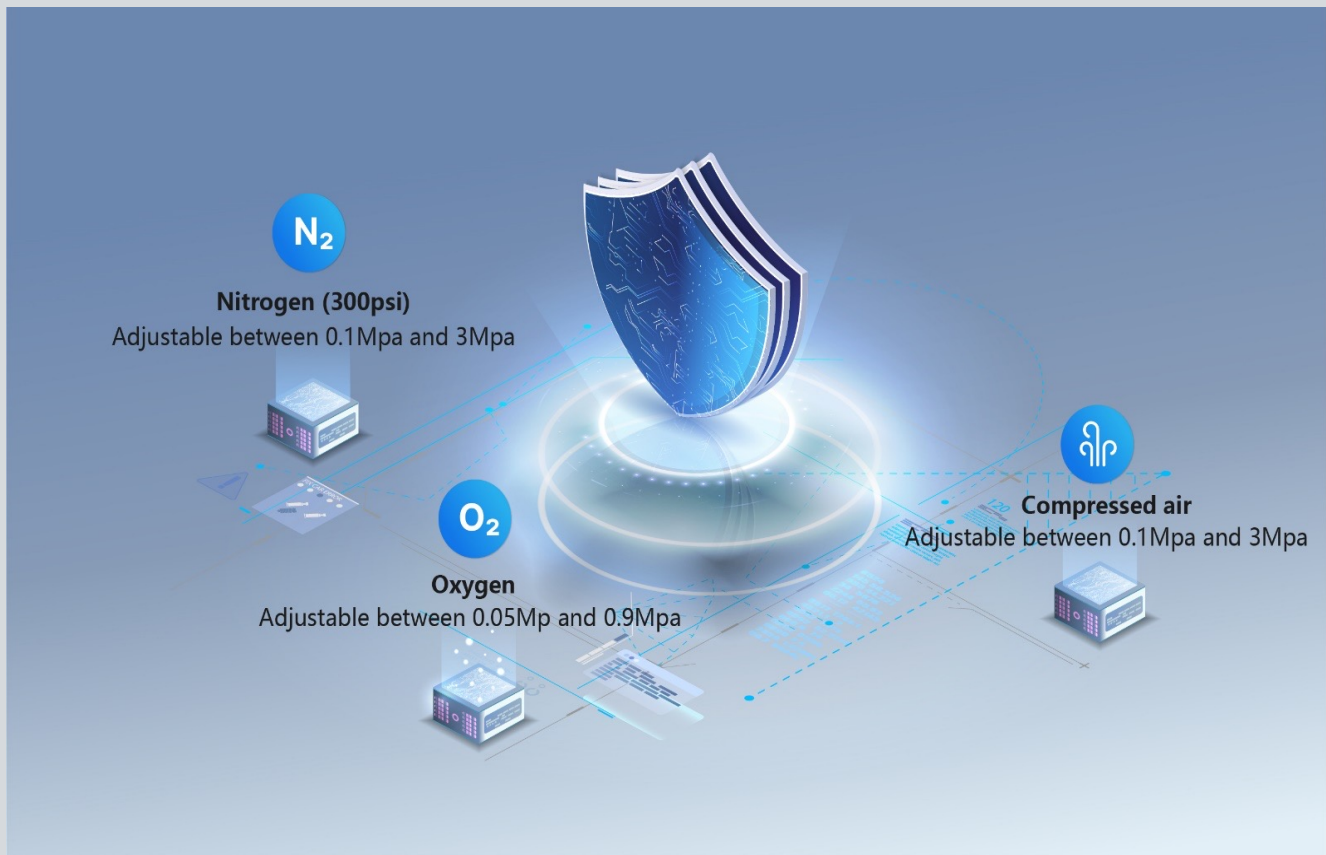 N₂
Nitrogen (300psi)
Adjustable between 0.1Mpa and 3Mpa
O₂
Oxygen
Adjustable between 0.05Mp and 0.9Mpa
Compressed air
Adjustable between 0.1Mpa and 3Mpa
120